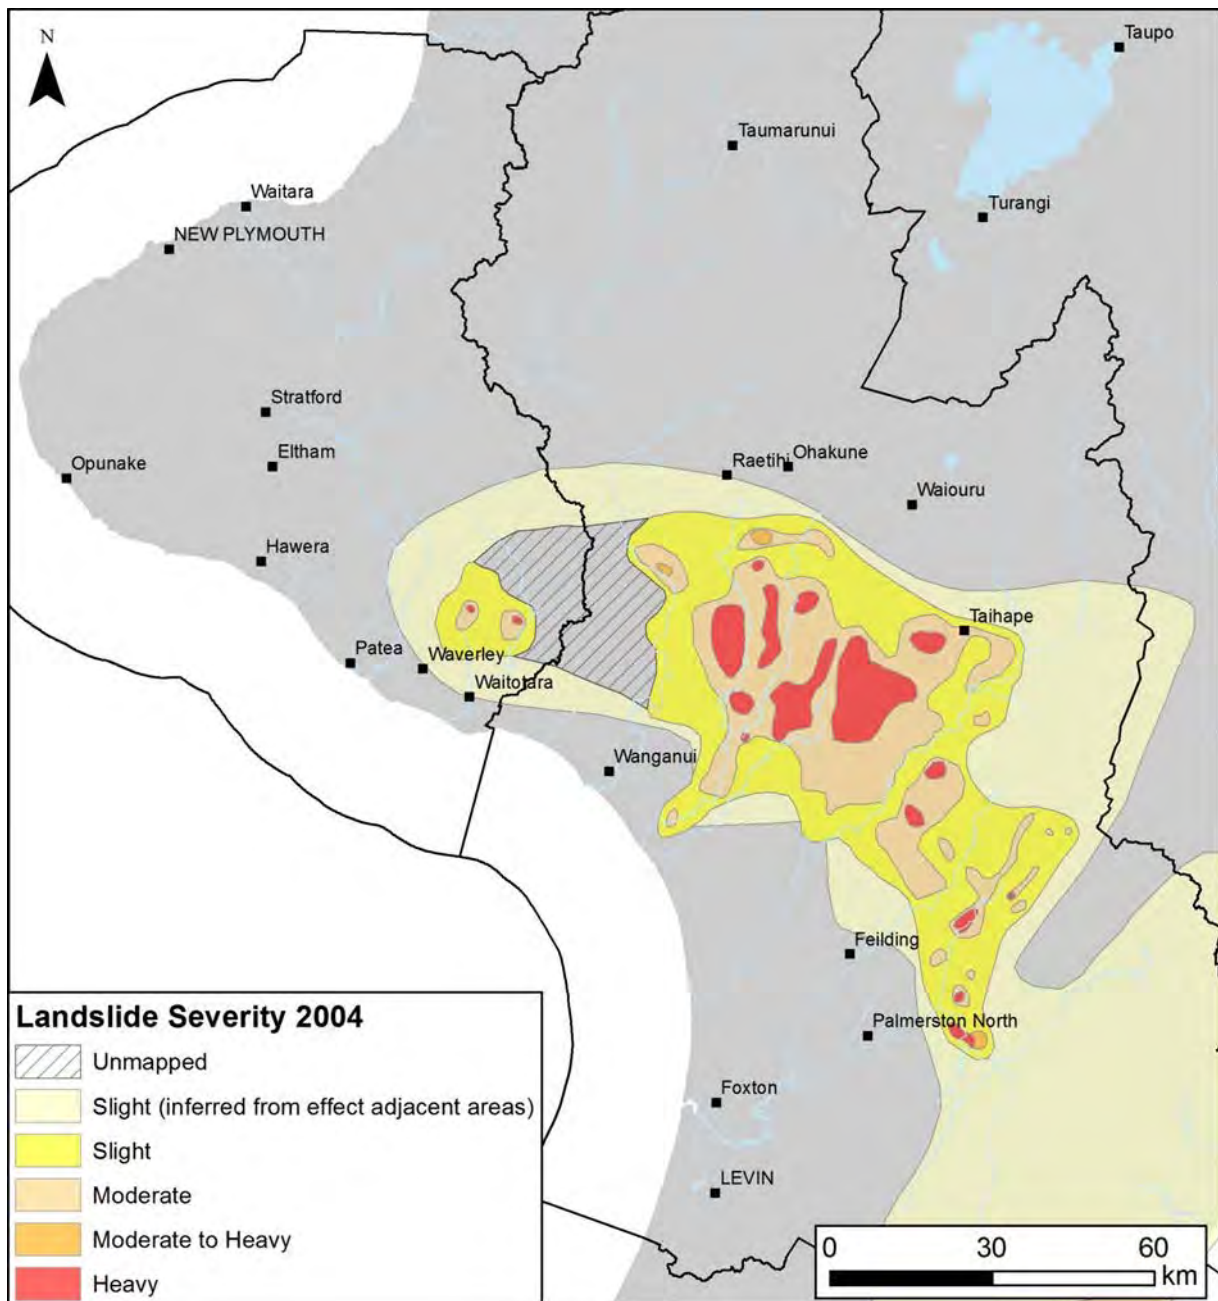 N
Taupo
Taumarunui
Waitara
Turangi
NEW PLYMOUTH
Stratford
Eltham
Opunake
Raetihi
Ohakune
Waiouru
Hawera
Taihape
Patea
Waverley
Waitotara
Wanganui
Feilding
Palmerston North
Foxton
LEVIN
Landslide Severity 2004
Unmapped
Slight (inferred from effect adjacent areas)
Slight
Moderate
Moderate to Heavy
Heavy
0 30 60
km